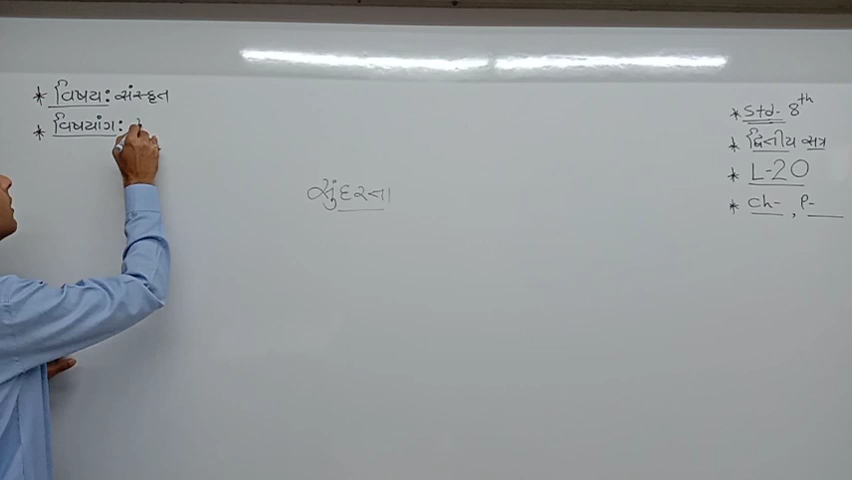 * વિષય: સંસ્કૃત
* વિષયાંગ:
સુંદરતા
* Std- 8th
* દ્વિતીય સત્ર
* L-20
* Ch- , P-